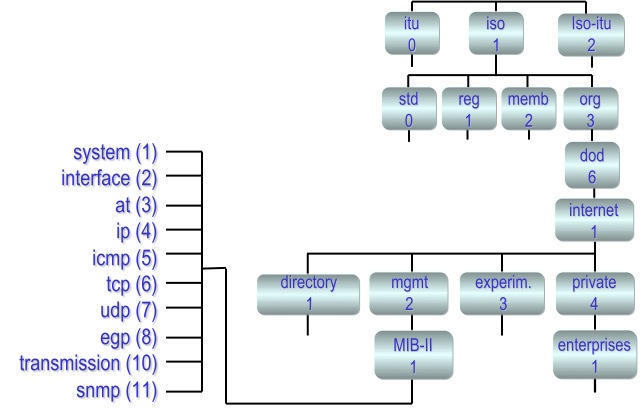 itu
0
iso
1
Iso-itu
2
std
0
reg
1
memb
2
org
3
dod
6
internet
1
directory
1
mgmt
2
experim.
3
private
4
MIB-II
1
enterprises
1
system (1)
interface (2)
at (3)
ip (4)
icmp (5)
tcp (6)
udp (7)
egp (8)
transmission (10)
snmp (11)